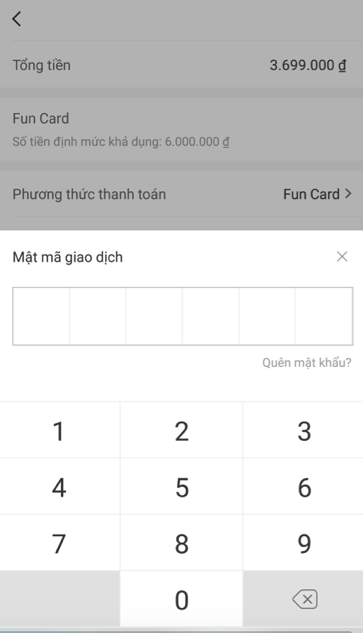 Tổng tiền 3.699.000 ₫
Fun Card
Số tiền định mức khả dụng: 6.000.000 ₫
Phương thức thanh toán Fun Card
Mật mã giao dịch
Quên mật khẩu?
1 2 3
4 5 6
7 8 9
0